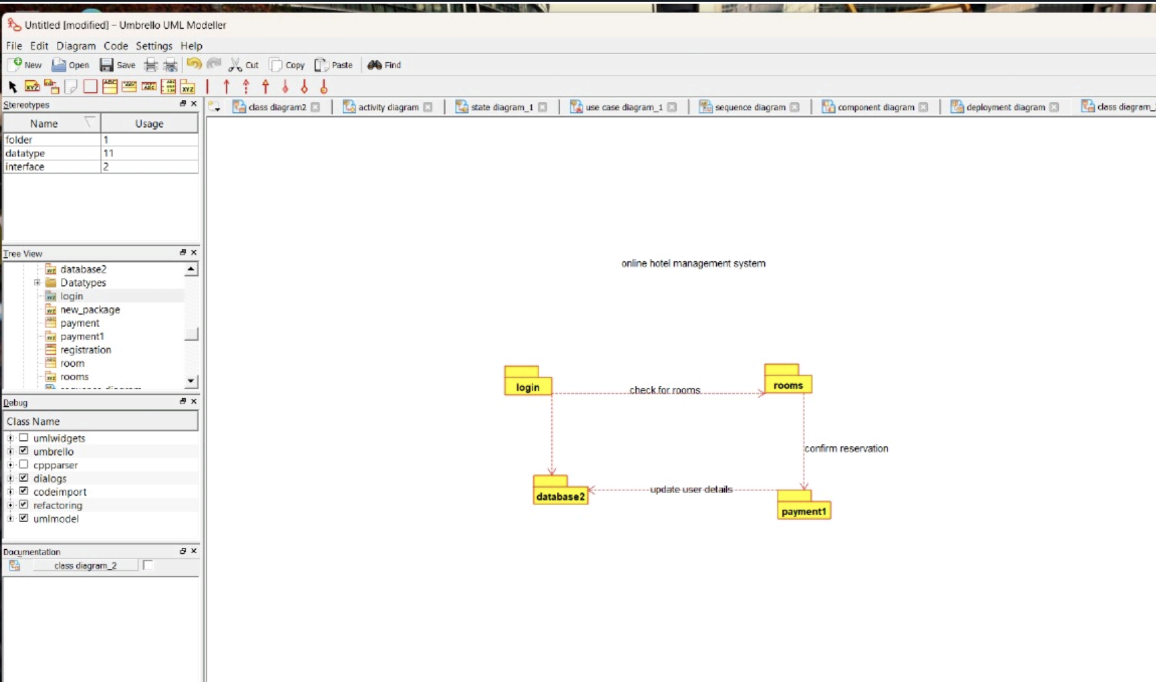 Untitled [modified] – Umbrello UML Modeller
File Edit Diagram Code Settings Help
New Open Save Cut Copy Paste Find
Stereotypes
class diagram2 activity diagram state diagram_1 use case diagram_1 sequence diagram component diagram deployment diagram class diagram_
Name Usage
folder 1
datatype 11
interface 2
Tree View
database2
Datatypes
login
new_package
payment
payment1
registration
room
rooms
Debug
Class Name
umlwidgets
umbrello
cppparser
dialogs
codeimport
refactoring
umlmodel
Documentation
class diagram_2
online hotel management system
login
check for rooms
rooms
confirm reservation
database2
update user details
payment1